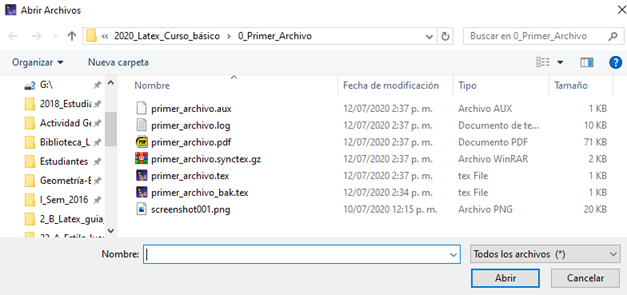 Abrir Archivos
« 2020_Latex_Curso_básico › 0_Primer_Archivo
Buscar en 0_Primer_Archivo
Organizar Nueva carpeta
Nombre Fecha de modificación Tipo Tamaño
G:\
2018_Estudia
Actividad Ge
Biblioteca_L
Estudiantes
Geometría-E
I_Sem_2016
2_B_Latex_guia_
22_A_Estilo_lu
primer_archivo.aux 12/07/2020 2:37 p. m. Archivo AUX 1 KB
primer_archivo.log 12/07/2020 2:37 p. m. Documento de te... 10 KB
primer_archivo.pdf 12/07/2020 2:37 p. m. Documento PDF 71 KB
primer_archivo.synctex.gz 12/07/2020 2:37 p. m. Archivo WinRAR 2 KB
primer_archivo.tex 12/07/2020 2:37 p. m. tex File 1 KB
primer_archivo_bak.tex 12/07/2020 2:34 p. m. tex File 1 KB
screenshot001.png 10/07/2020 12:15 p. m. Archivo PNG 20 KB
Nombre: Todos los archivos (*)
Abrir Cancelar